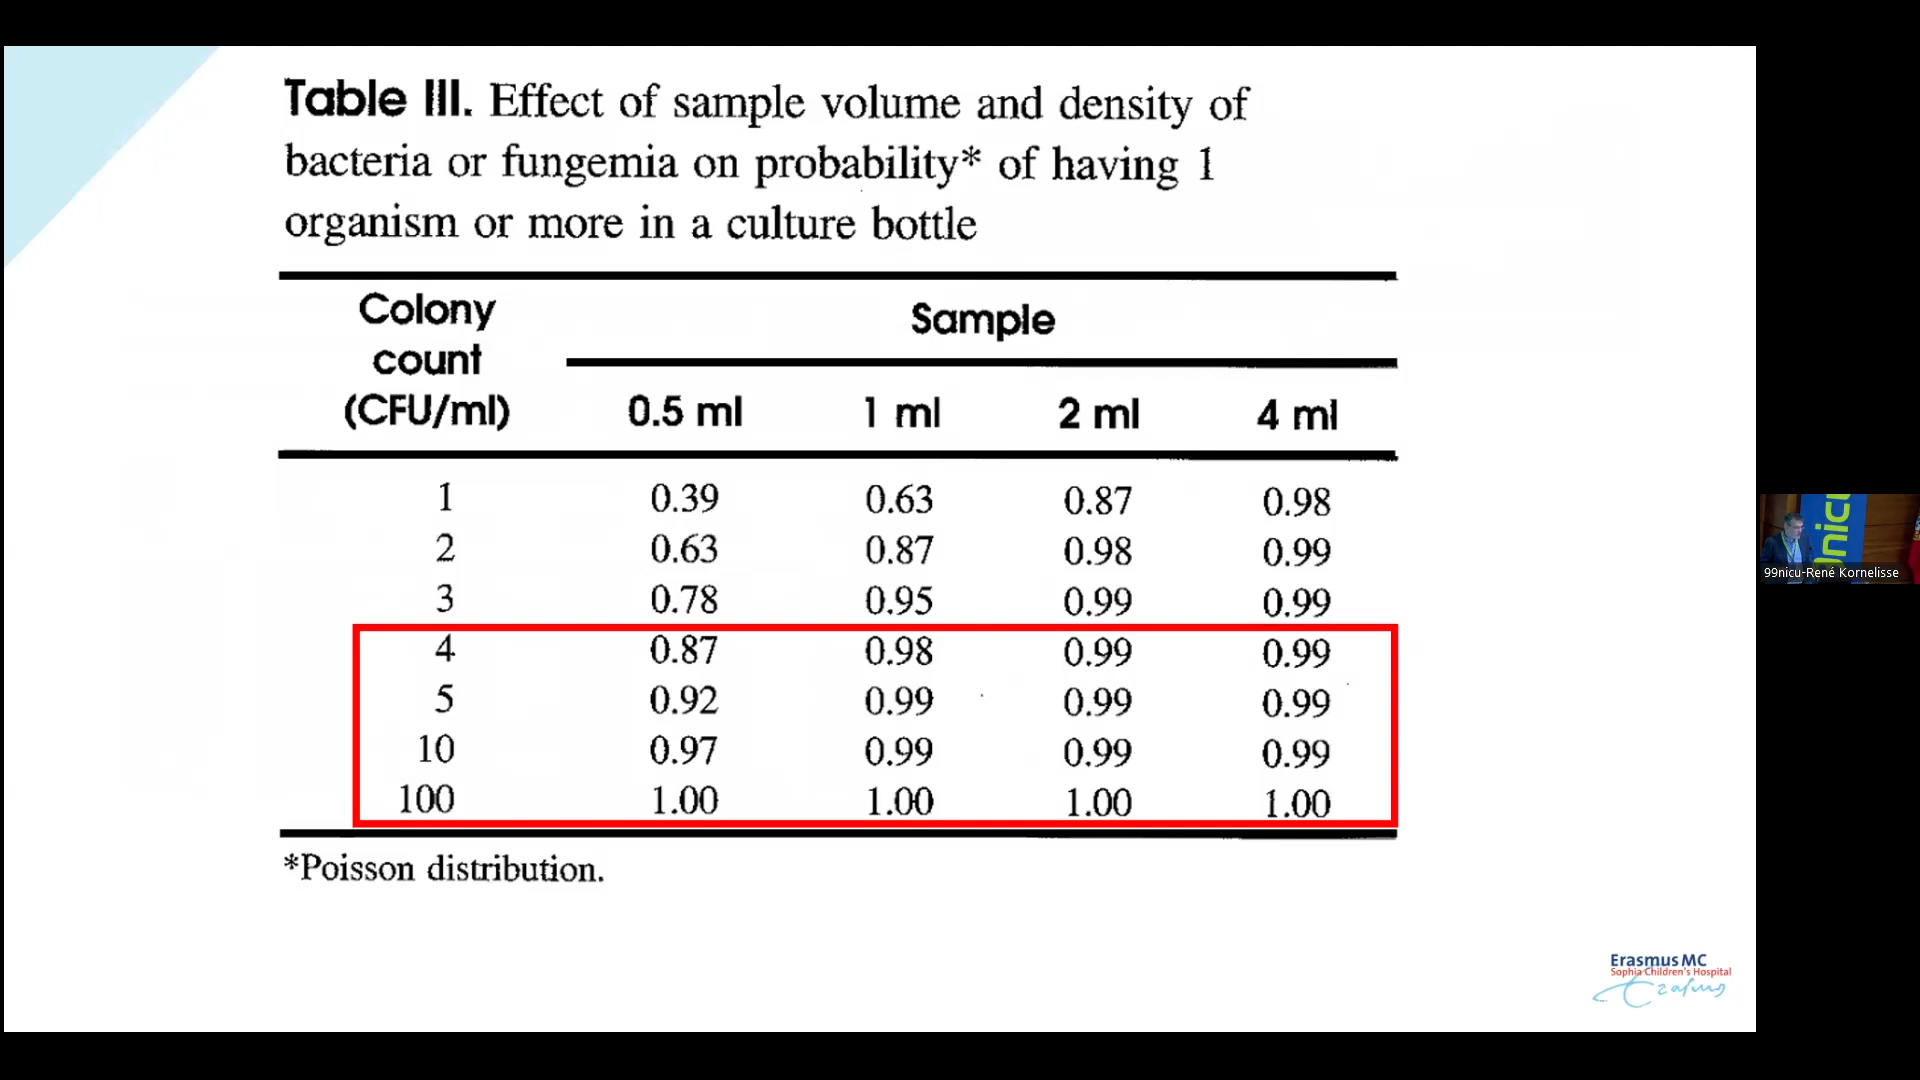 Table III. Effect of sample volume and density of
bacteria or fungemia on probability* of having 1
organism or more in a culture bottle
Colony
count
(CFU/ml)
Sample
0.5 ml 1 ml 2 ml 4 ml
1 0.39 0.63 0.87 0.98
2 0.63 0.87 0.98 0.99
3 0.78 0.95 0.99 0.99
4 0.87 0.98 0.99 0.99
5 0.92 0.99 0.99 0.99
10 0.97 0.99 0.99 0.99
100 1.00 1.00 1.00 1.00
*Poisson distribution.
Erasmus MC
Sophia Children's Hospital
Erasmus
nicu
99nicu-René Kornelisse